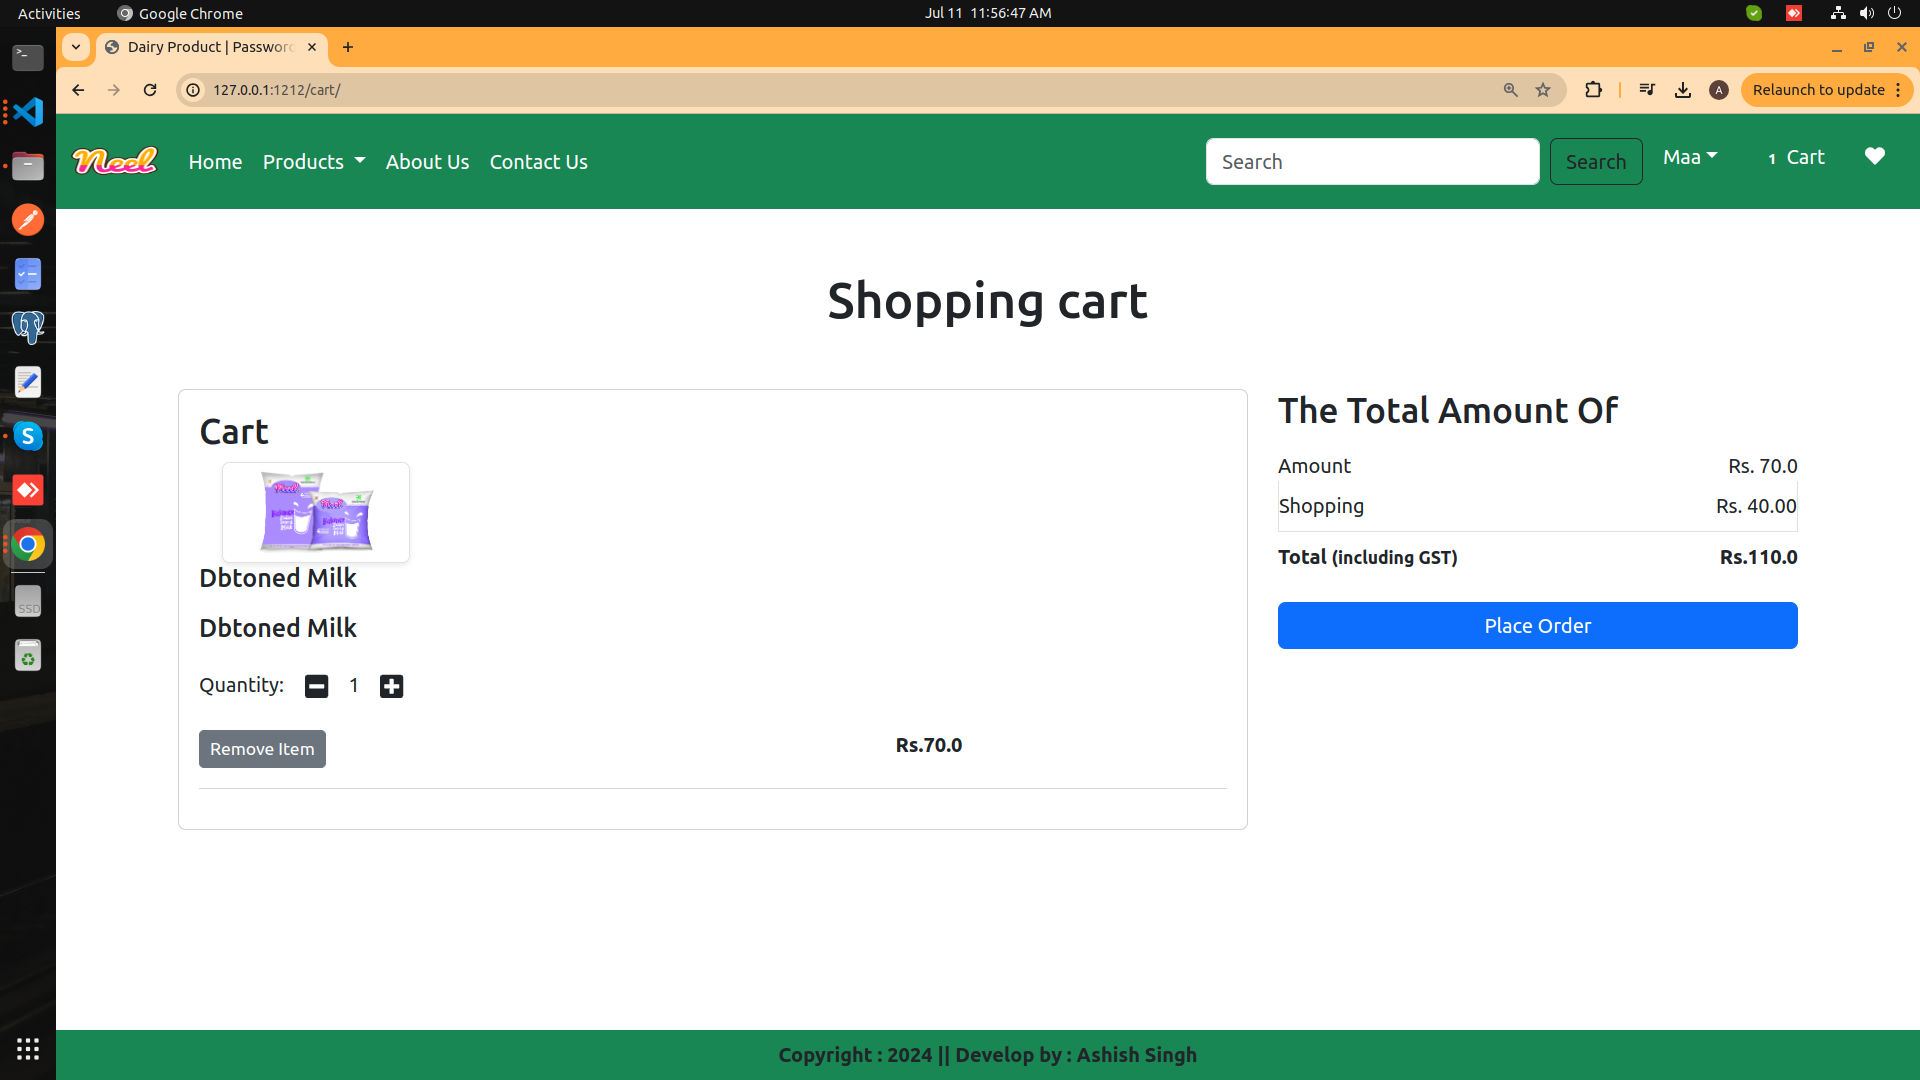 Activities Google Chrome Jul 11 11:56:47 AM
Dairy Product | Passwor
127.0.0.1:1212/cart/ A Relaunch to update
Neel Home Products About Us Contact Us Search Search Maa 1 Cart
Shopping cart
Cart
Neel
Neel
Dbtoned Milk
Dbtoned Milk
Quantity: 1
Remove Item Rs.70.0
The Total Amount Of
Amount Rs. 70.0
Shopping Rs. 40.00
Total (including GST) Rs.110.0
Place Order
SSD
Copyright : 2024 || Develop by : Ashish Singh